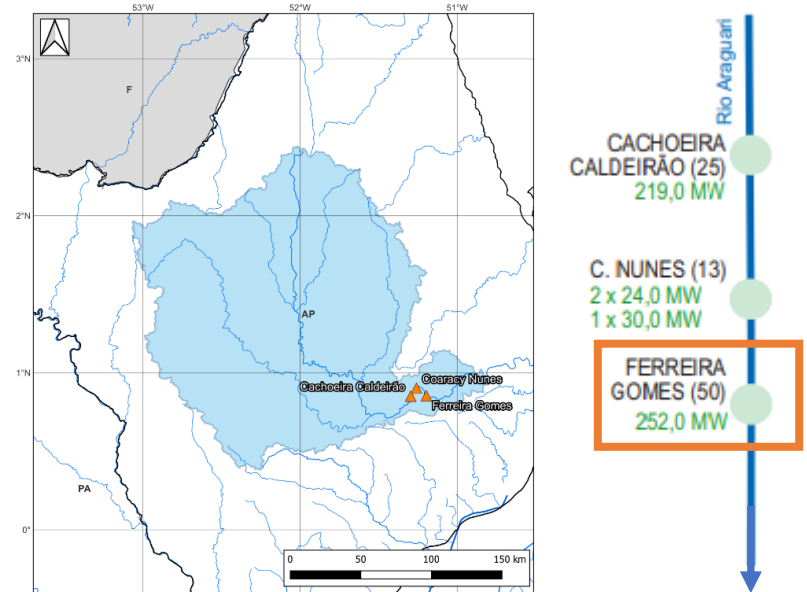 53°W
52°W
51°W
3°N
F
2°N
AP
1°N
Cachoeira Caldeirão
Coaracy Nunes
Ferreira Gomes
PA
0°
0 50 100 150 km
Rio Araguari
CACHOEIRA
CALDEIRÃO (25)
219,0 MW
C. NUNES (13)
2 x 24,0 MW
1 x 30,0 MW
FERREIRA
GOMES (50)
252,0 MW